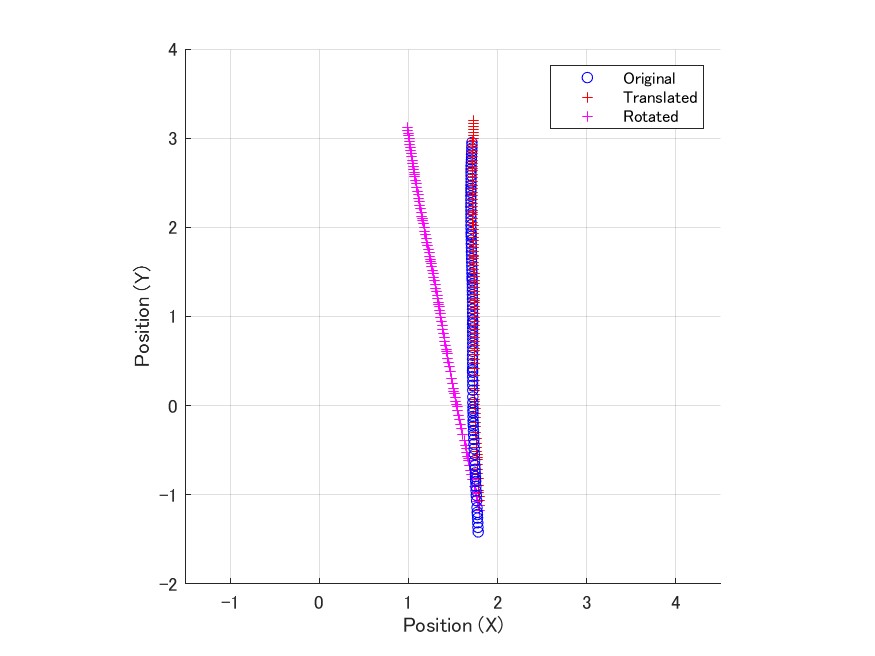 4
3
2
1
0
−1
−2
−1
0
1
2
3
4
Position (Y)
Position (X)
Original
Translated
Rotated